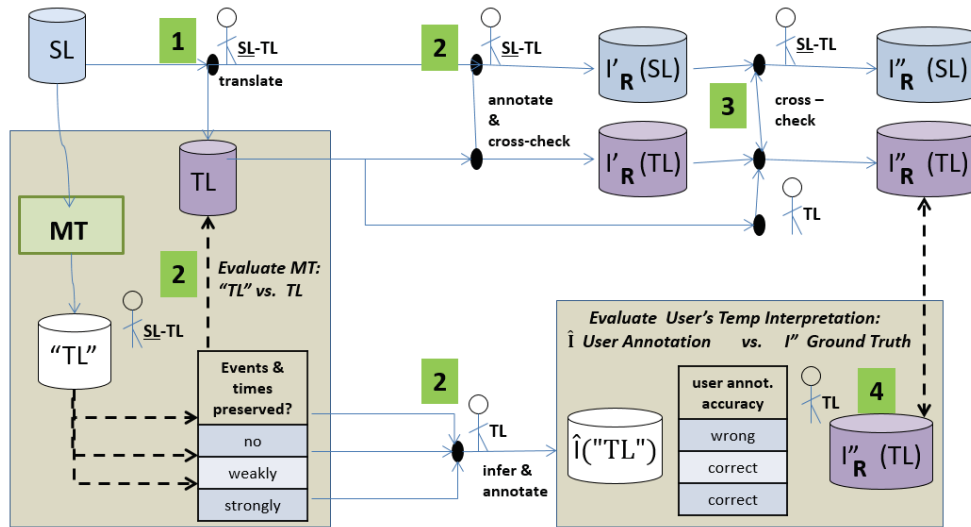 SL
1
SL-TL
translate
2
SL-TL
annotate
&
cross-check
I'R (SL)
SL-TL
I"R (SL)
3
cross –
check
TL
I'R (TL)
I"R (TL)
TL
MT
2
Evaluate MT:
"TL" vs. TL
SL-TL
"TL"
Events &
times
preserved?
no
weakly
strongly
2
TL
infer &
annotate
Evaluate User's Temp Interpretation:
Î User Annotation vs. I" Ground Truth
Î("TL")
user annot.
accuracy
wrong
correct
correct
TL
4
I"R (TL)